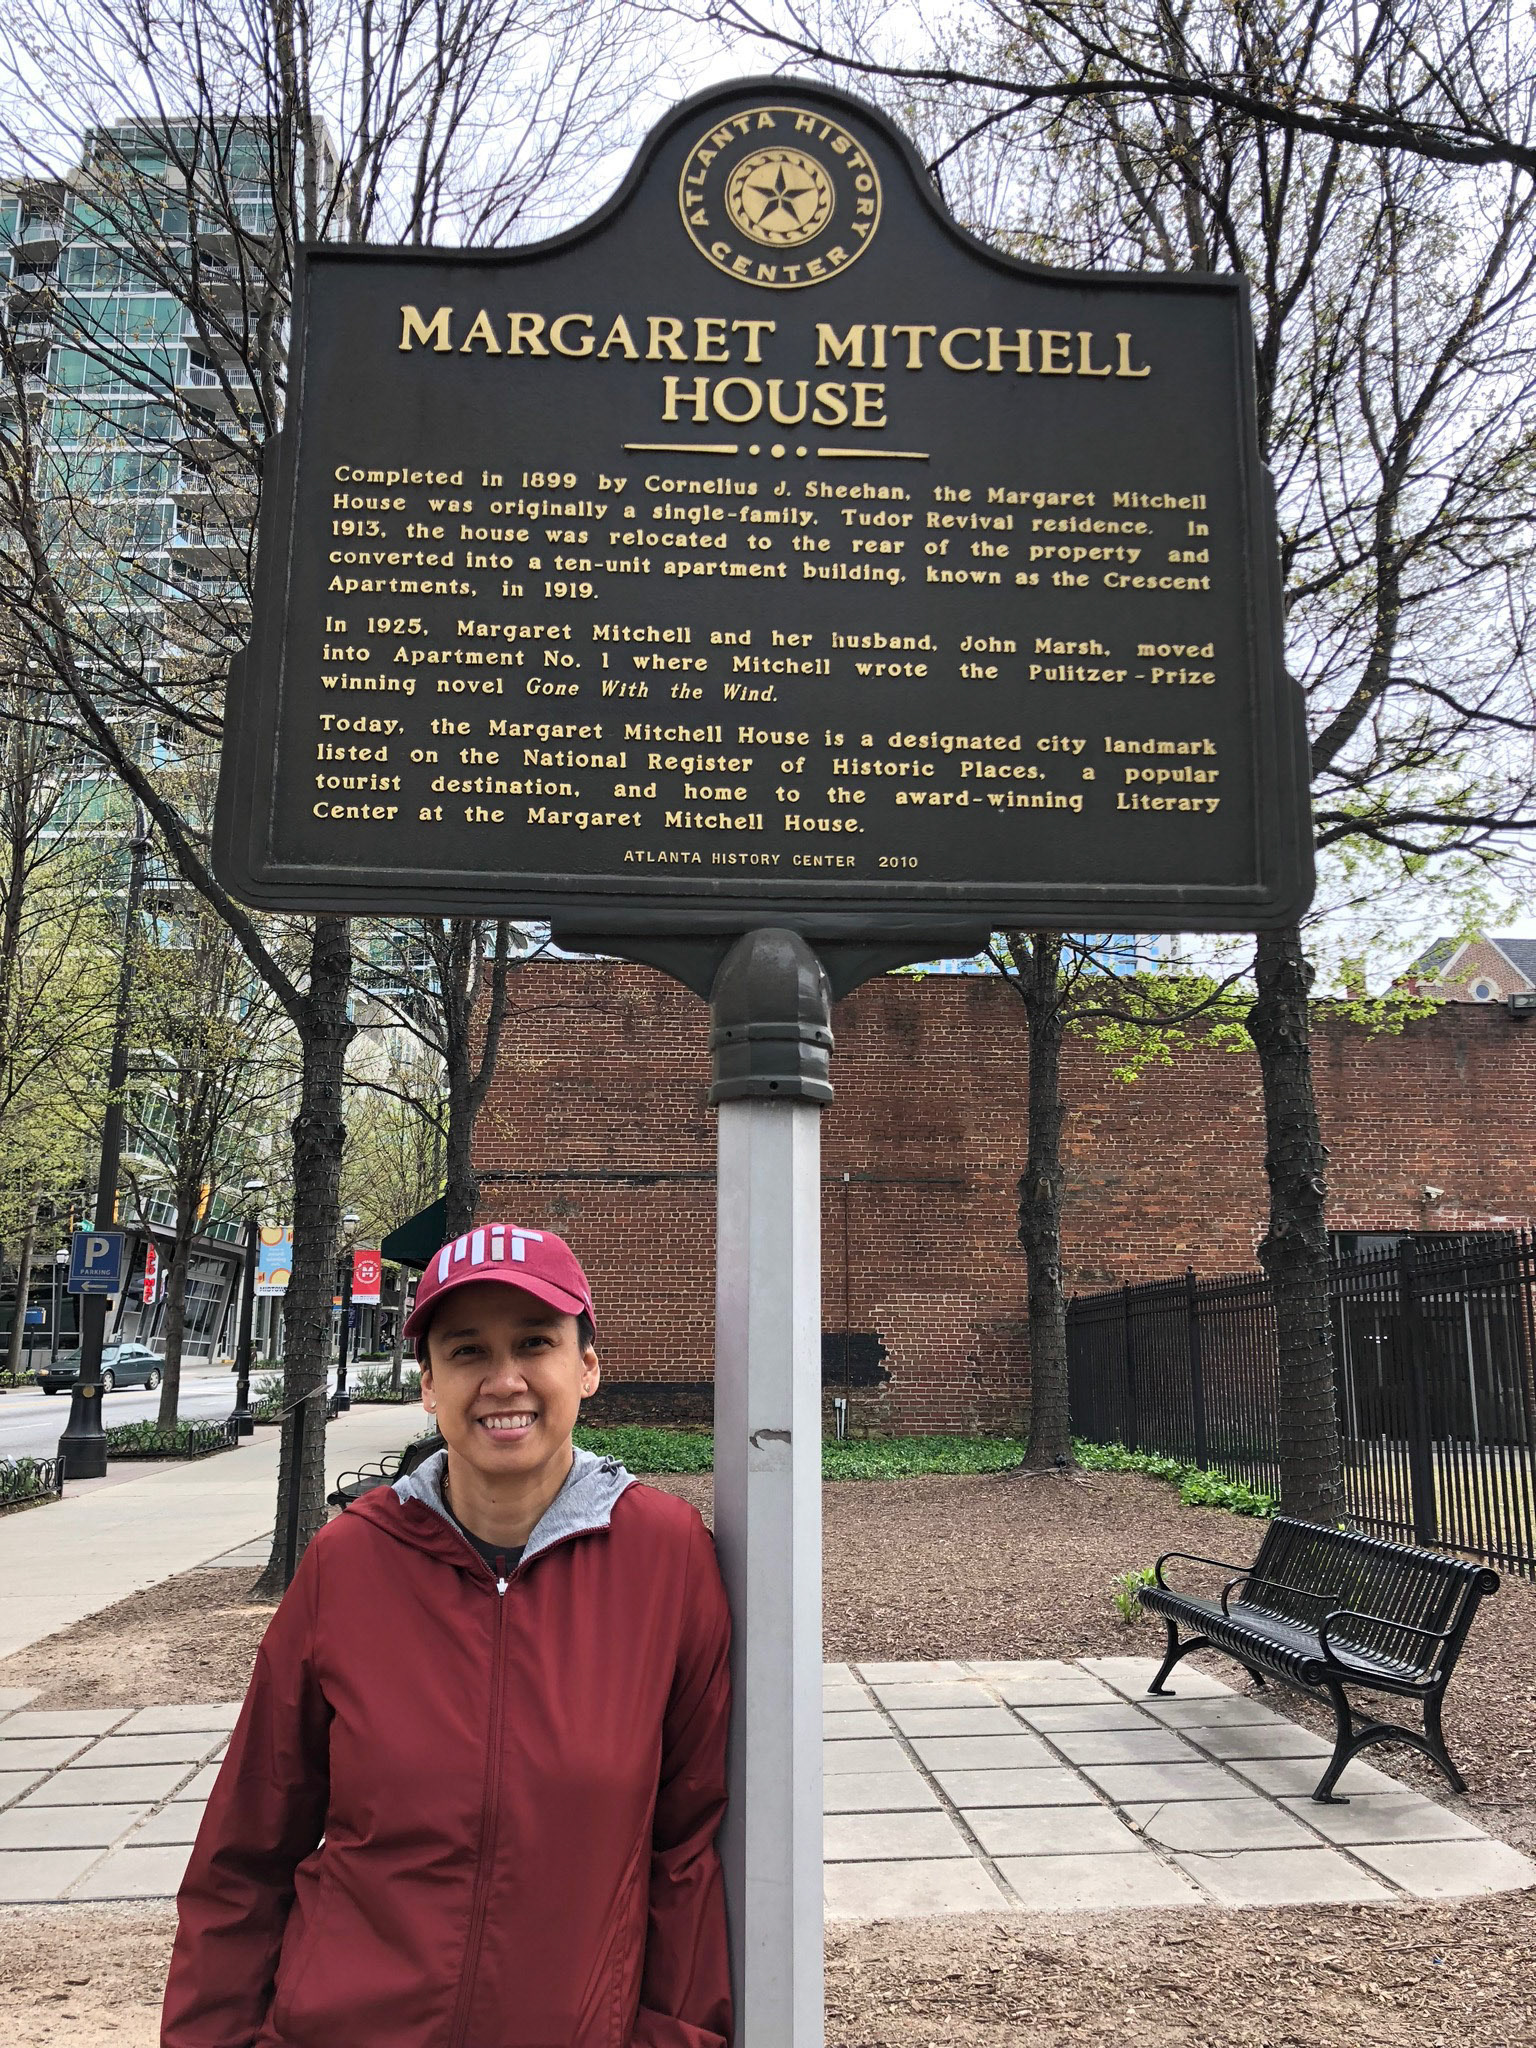 ATLANTA HISTORY
CENTER
MARGARET MITCHELL
HOUSE
Completed in 1899 by Cornelius J. Sheehan, the Margaret Mitchell
House was originally a single-family, Tudor Revival residence. In
1913, the house was relocated to the rear of the property and
converted into a ten-unit apartment building, known as the Crescent
Apartments, in 1919.
In 1925, Margaret Mitchell and her husband, John Marsh, moved
into Apartment No. 1 where Mitchell wrote the Pulitzer-Prize
winning novel Gone With the Wind.
Today, the Margaret Mitchell House is a designated city landmark
listed on the National Register of Historic Places, a popular
tourist destination, and home to the award-winning Literary
Center at the Margaret Mitchell House.
ATLANTA HISTORY CENTER 2010
P
PARKING
M
MIT